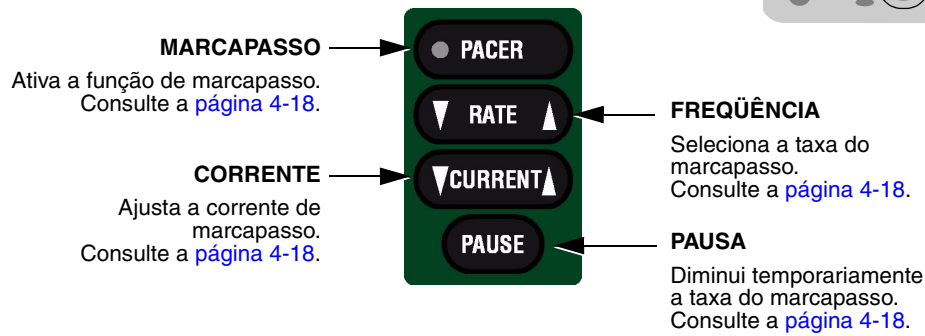 MARCAPASSO
Ativa a função de marcapasso.
Consulte a página 4-18.
CORRENTE
Ajusta a corrente de
marcapasso.
Consulte a página 4-18.
PACER
RATE
CURRENT
PAUSE
FREQÜÊNCIA
Seleciona a taxa do
marcapasso.
Consulte a página 4-18.
PAUSA
Diminui temporariamente
a taxa do marcapasso.
Consulte a página 4-18.